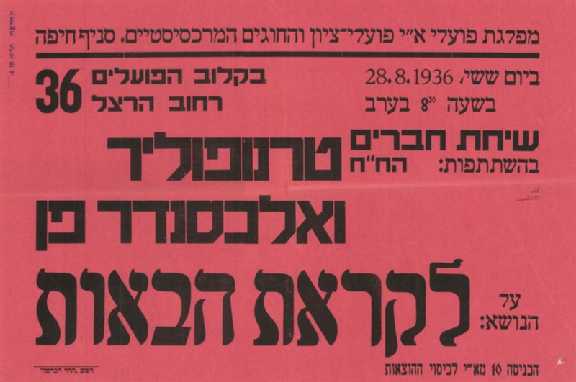 מפלגת פועלי א״י פועלי־ציון והחוגים המרכסיסטיים. סניף חיפה
ביום ששי, 28.8.1936 בקלוב הפועלים
בשעה 8³⁰ בערב רחוב הרצל 36
שיחת חברים
בהשתתפות: הח״ח טרנופוליר
ואלכסנדר פן
על הנושא:
לקראת הבאות
הכניסה 10 מא״י לכיסוי ההוצאות